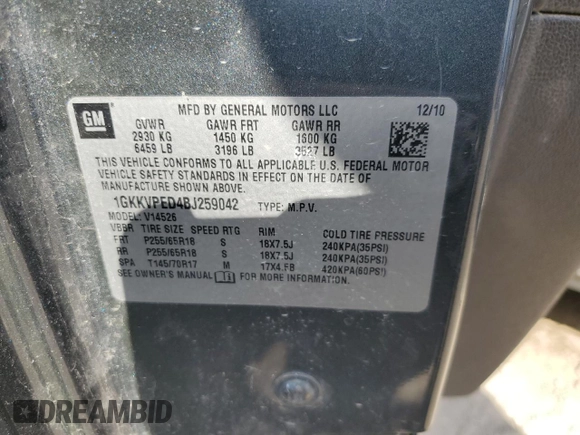 GM
MFD BY GENERAL MOTORS LLC 12/10
GVWR GAWR FRT GAWR RR
2930 KG 1450 KG 1600 KG
6459 LB 3196 LB 3527 LB
THIS VEHICLE CONFORMS TO ALL APPLICABLE U.S. FEDERAL MOTOR
VEHICLE SAFETY STANDARDS IN EFFECT ON THE DATE OF
MANUFACTURE SHOWN ABOVE.
1GKKVPED4BJ259042 TYPE: M.P.V.
MODEL: V14526
VBBR TIRE SIZE SPEED RTG RIM COLD TIRE PRESSURE
FRT P255/65R18 S 18X7.5J 240KPA(35PSI)
RR P255/65R18 S 18X7.5J 240KPA(35PSI)
SPA T145/70R17 M 17X4.5B 420KPA(60PSI)
SEE OWNER'S MANUAL FOR MORE INFORMATION.
DREAMBID